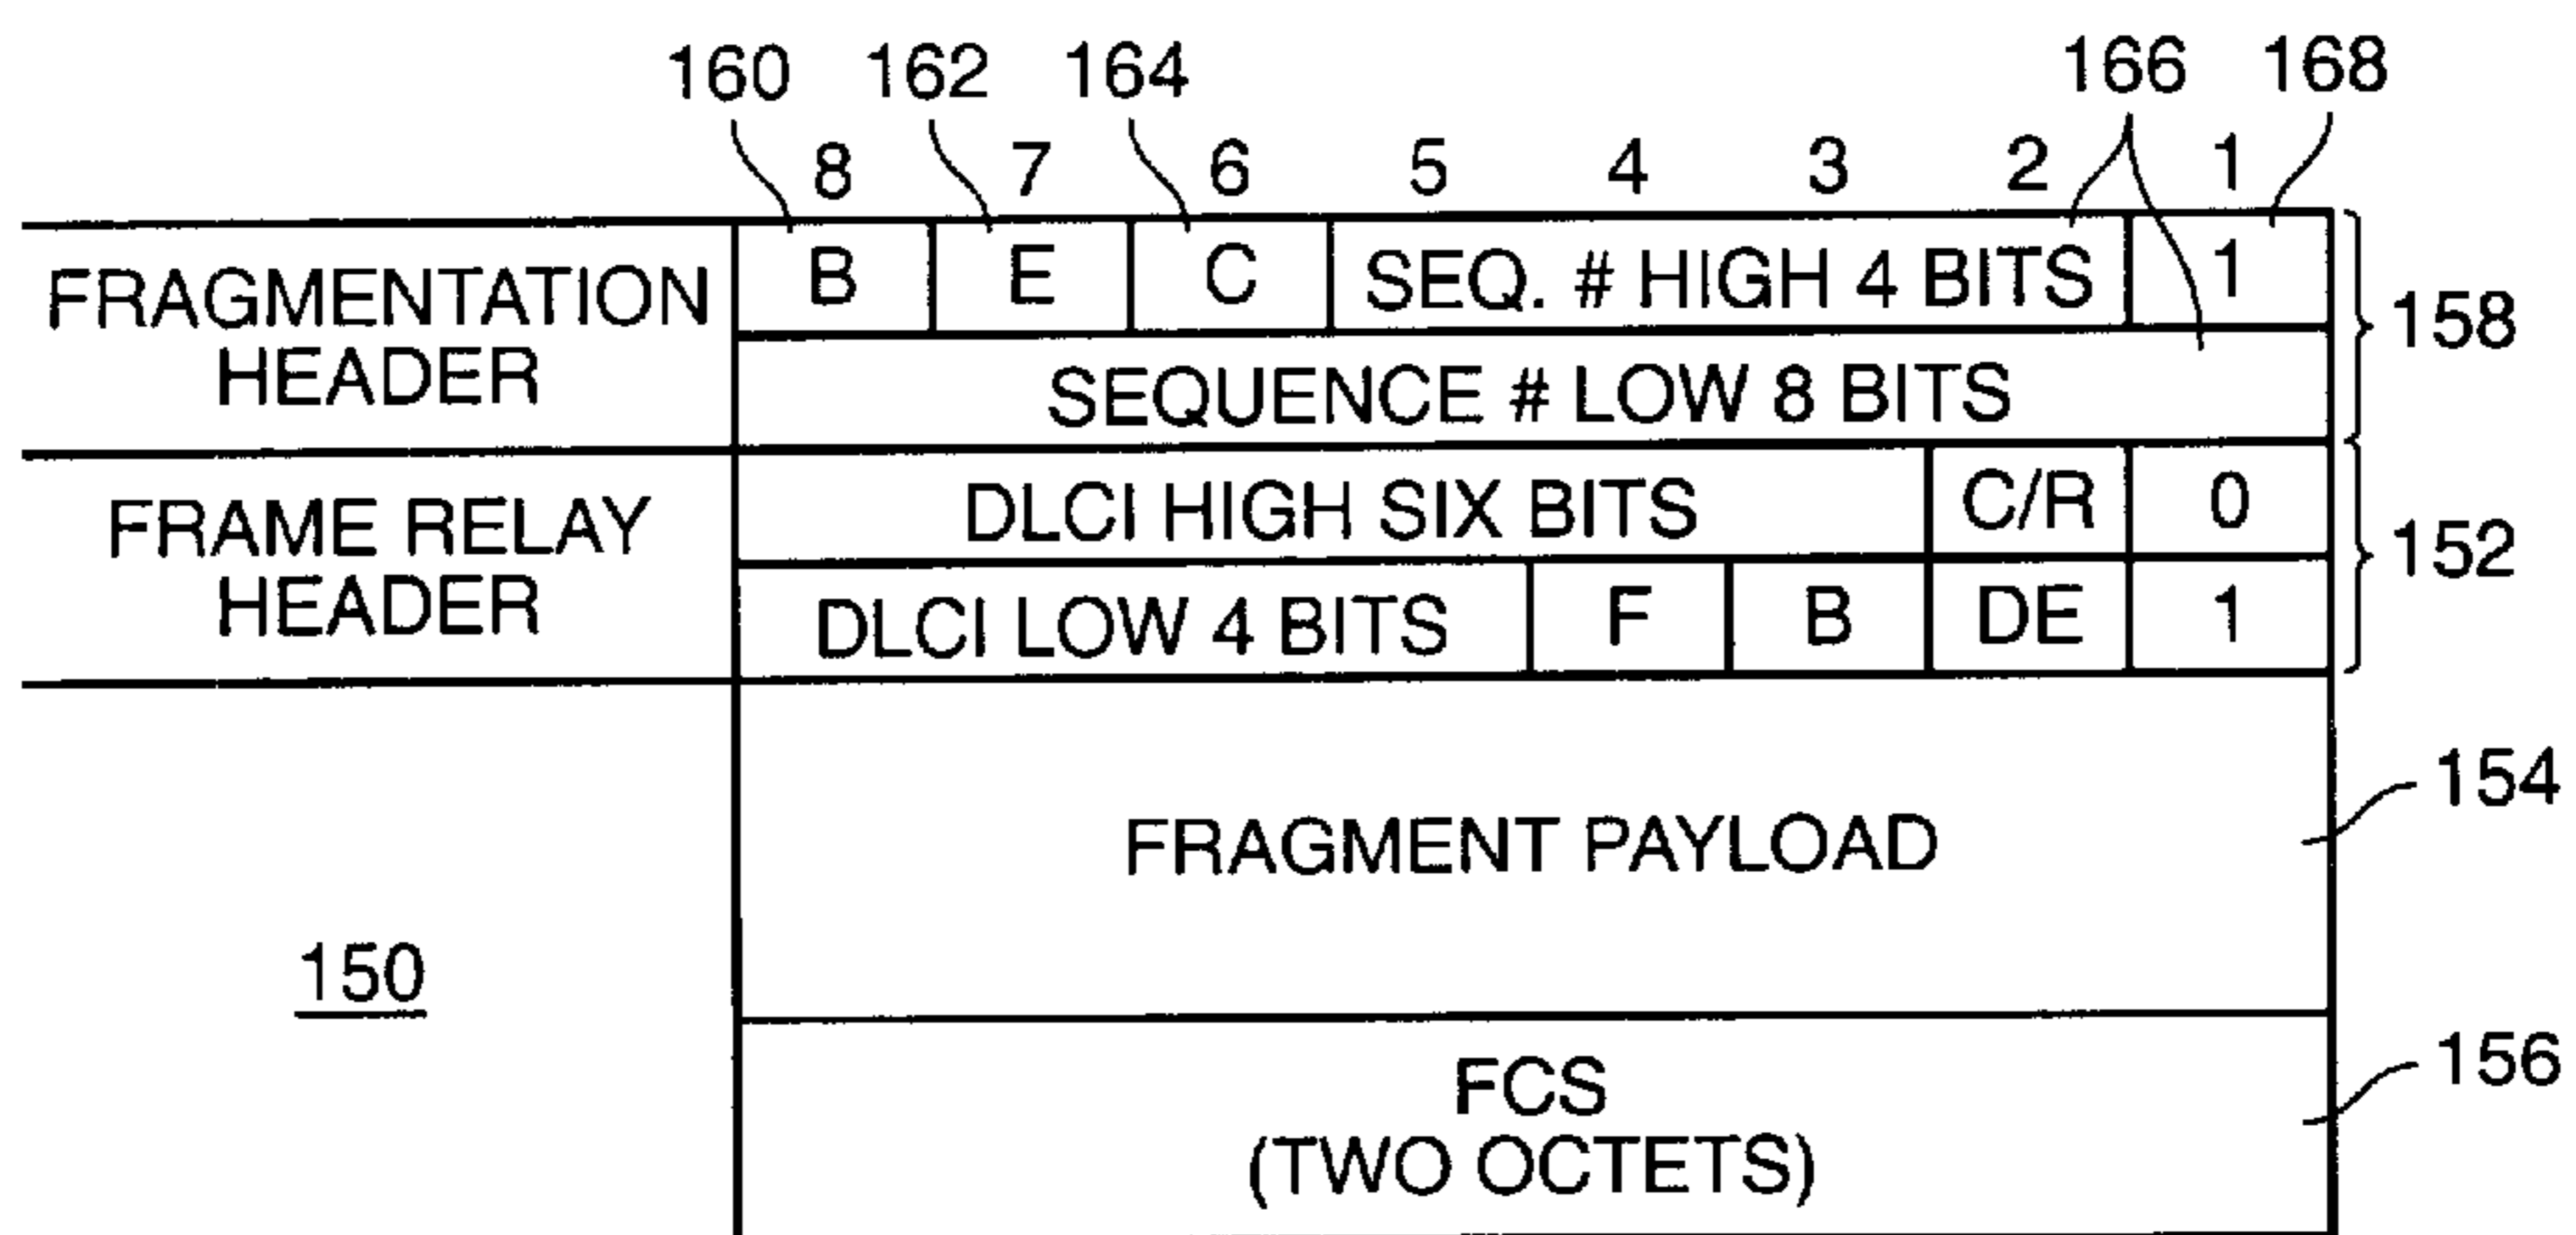 160 162 164 166 168
8 7 6 5 4 3 2 1
FRAGMENTATION HEADER
B E C SEQ. # HIGH 4 BITS 1
SEQUENCE # LOW 8 BITS
158
FRAME RELAY HEADER
DLCI HIGH SIX BITS C/R 0
DLCI LOW 4 BITS F B DE 1
152
FRAGMENT PAYLOAD
154
150
FCS
(TWO OCTETS)
156